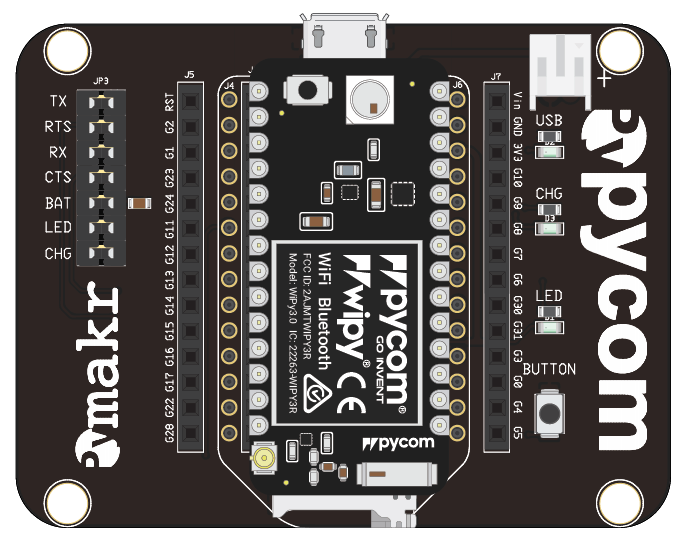 JP3
TX
RTS
RX
CTS
BAT
LED
CHG
Pymakr
J5
RST
G2
G1
G23
G24
G11
G12
G13
G14
G15
G16
G17
G22
G28
J4
pycom
GO INVENT
wipy®
WiFi Bluetooth
FCC ID: 2AJMTWIPY3R
Model: WiPy3.0 IC: 22263-WIPY3R
CE
pycom
J6
J7
Vin
GND
3V3
G10
G9
G8
G7
G6
G30
G31
G3
G0
G4
G5
+
USB
D2
CHG
D3
LED
D1
BUTTON
Pycom